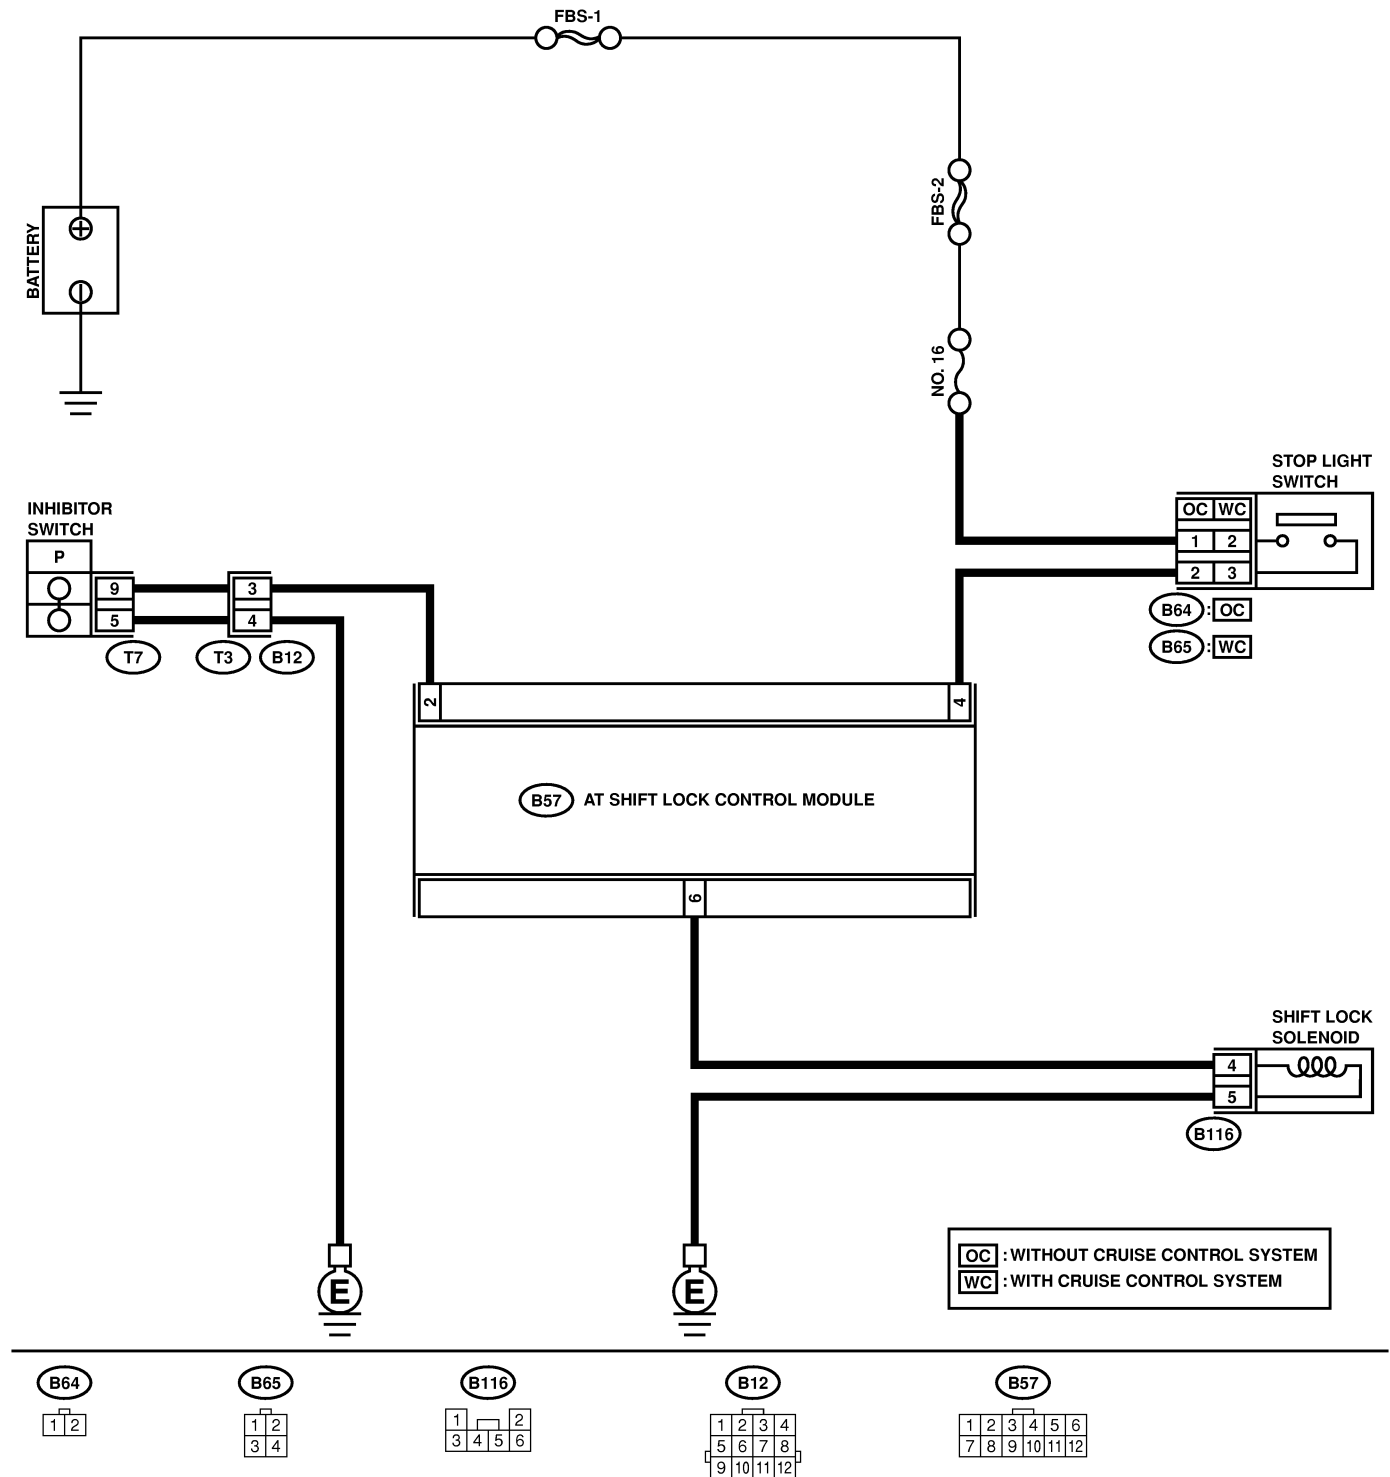 FBS-1
FBS-2
BATTERY
NO. 16
STOP LIGHT
SWITCH
OC WC
1 2
2 3
B64 : OC
B65 : WC
INHIBITOR
SWITCH
P
9 3
5 4
T7 T3 B12
2 4
B57 AT SHIFT LOCK CONTROL MODULE
6
SHIFT LOCK
SOLENOID
4
5
B116
E E
OC : WITHOUT CRUISE CONTROL SYSTEM
WC : WITH CRUISE CONTROL SYSTEM
B64 B65 B116 B12 B57
1 2
1 2
3 4
1 2
3 4 5 6
1 2 3 4
5 6 7 8
9 10 11 12
1 2 3 4 5 6
7 8 9 10 11 12